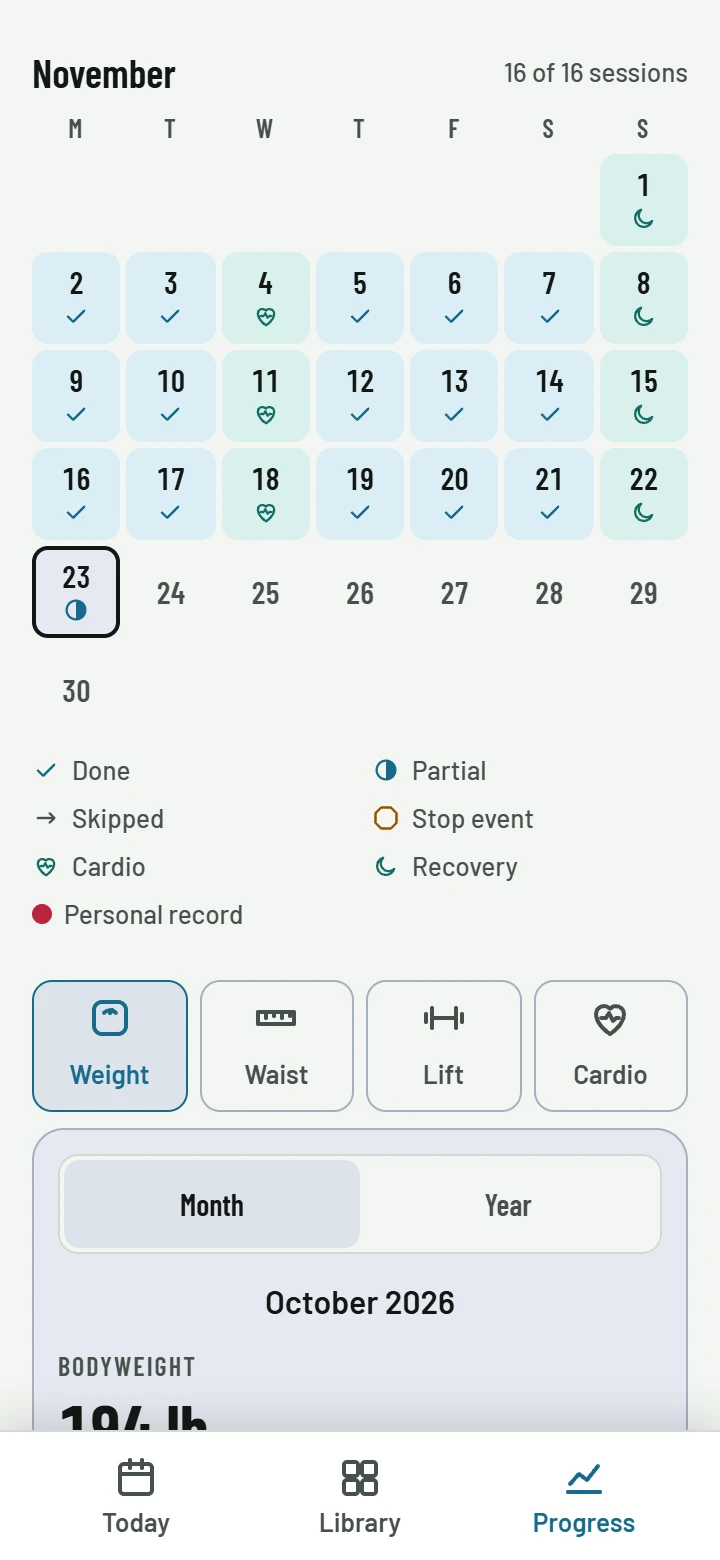 November
16 of 16 sessions
M T W T F S S
1
2 3 4 5 6 7 8
9 10 11 12 13 14 15
16 17 18 19 20 21 22
23 24 25 26 27 28 29
30
Done
Partial
Skipped
Stop event
Cardio
Recovery
Personal record
Weight Waist Lift Cardio
Month Year
October 2026
BODYWEIGHT
194 lb
Today Library Progress